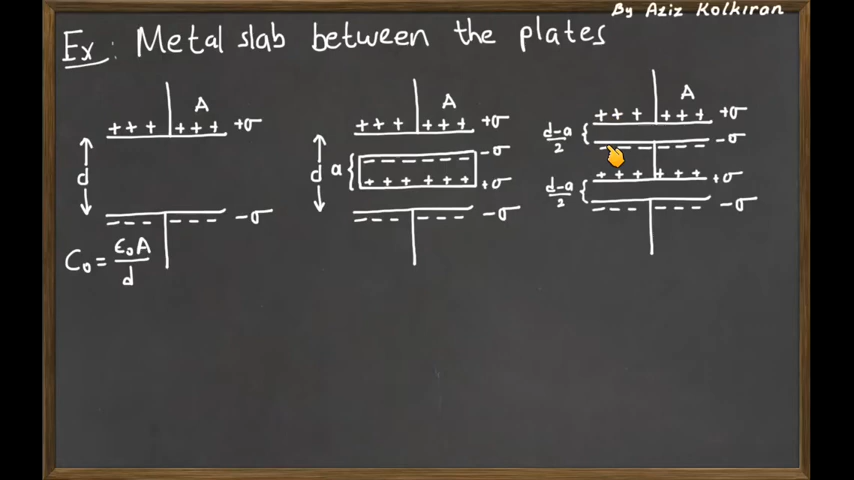 By Aziz Kolkıran
Ex: Metal slab between the plates
A
+ + + + + + +σ
d
_ _ _ _ _ _ -σ
C₀ = ε₀A/d
A
+ + + + + + +σ
d a
_ _ _ _ _ _ -σ
+ + + + + + +σ
_ _ _ _ _ _ -σ
A
+ + + + + + +σ
(d-a)/2
_ _ _ _ _ _ -σ
+ + + + + + +σ
(d-a)/2
_ _ _ _ _ _ -σ